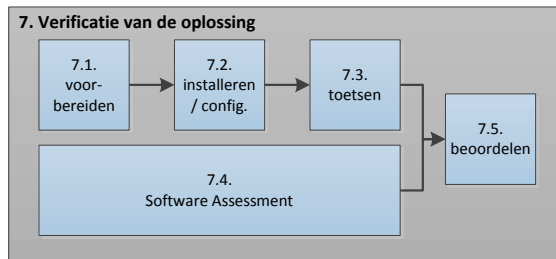 7. Verificatie van de oplossing
7.1.
voor-
bereiden
7.2.
installeren
/ config.
7.3.
toetsen
7.4.
Software Assessment
7.5.
beoordelen